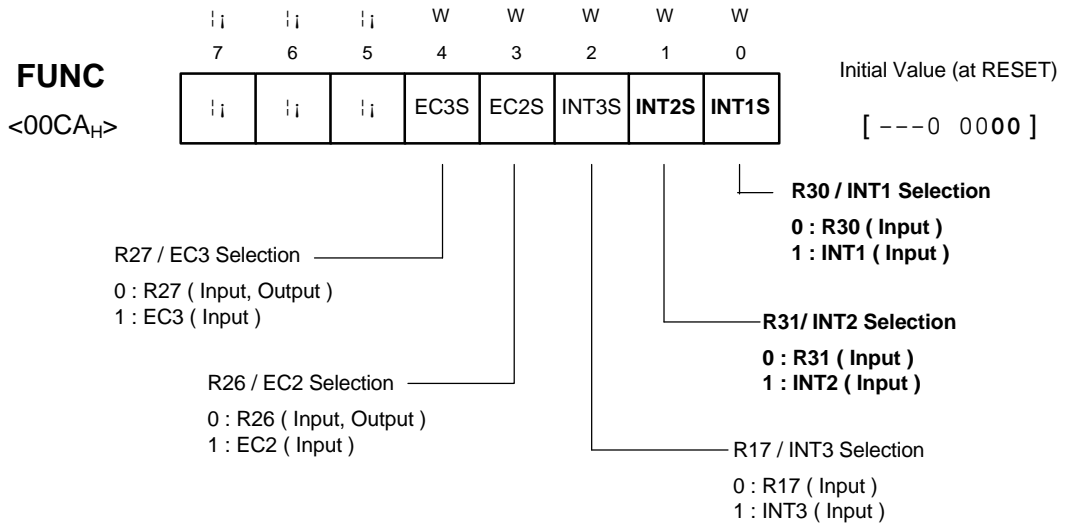 ¦¡ ¦¡ ¦¡ W W W W W
7 6 5 4 3 2 1 0
FUNC
<00CAH>
¦¡ ¦¡ ¦¡ EC3S EC2S INT3S INT2S INT1S
Initial Value (at RESET)
[ ---0 0000 ]
R30 / INT1 Selection
0 : R30 ( Input )
1 : INT1 ( Input )
R27 / EC3 Selection
0 : R27 ( Input, Output )
1 : EC3 ( Input )
R31/ INT2 Selection
0 : R31 ( Input )
1 : INT2 ( Input )
R26 / EC2 Selection
0 : R26 ( Input, Output )
1 : EC2 ( Input )
R17 / INT3 Selection
0 : R17 ( Input )
1 : INT3 ( Input )